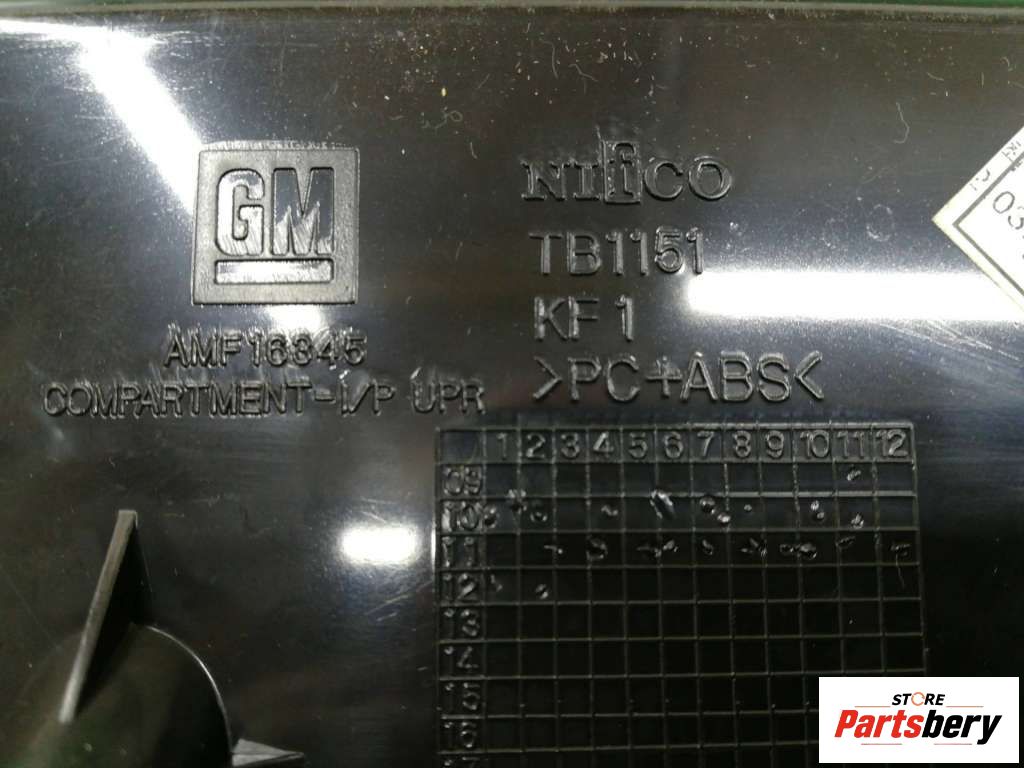 GM
AMF16345
COMPARTMENT-I/P UPR
NIfCO
TB1151
KF1
>PC+ABS<
03
1 2 3 4 5 6 7 8 9 10 11 12
09
10
11
12
13
14
15
16
STORE
Partsbery